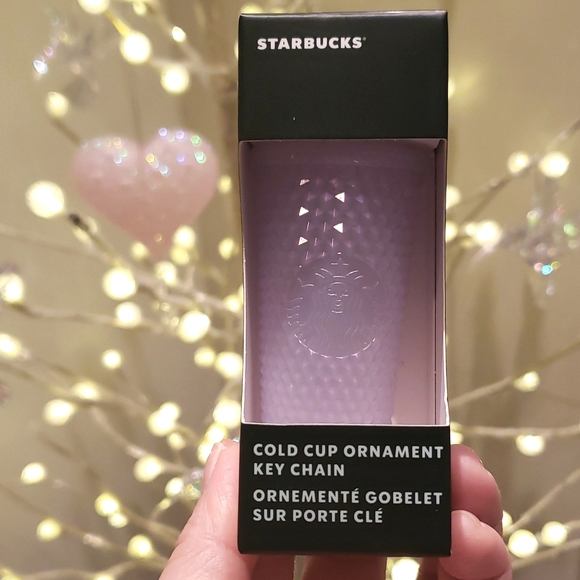 STARBUCKS®
COLD CUP ORNAMENT
KEY CHAIN
ORNEMENTÉ GOBELET
SUR PORTE CLÉ